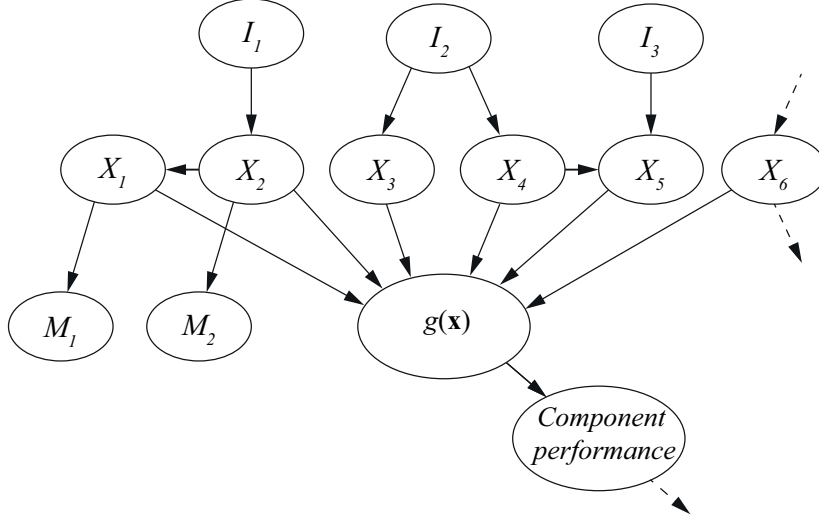 I₁
I₂
I₃
X₁
X₂
X₃
X₄
X₅
X₆
M₁
M₂
g(x)
Component
performance